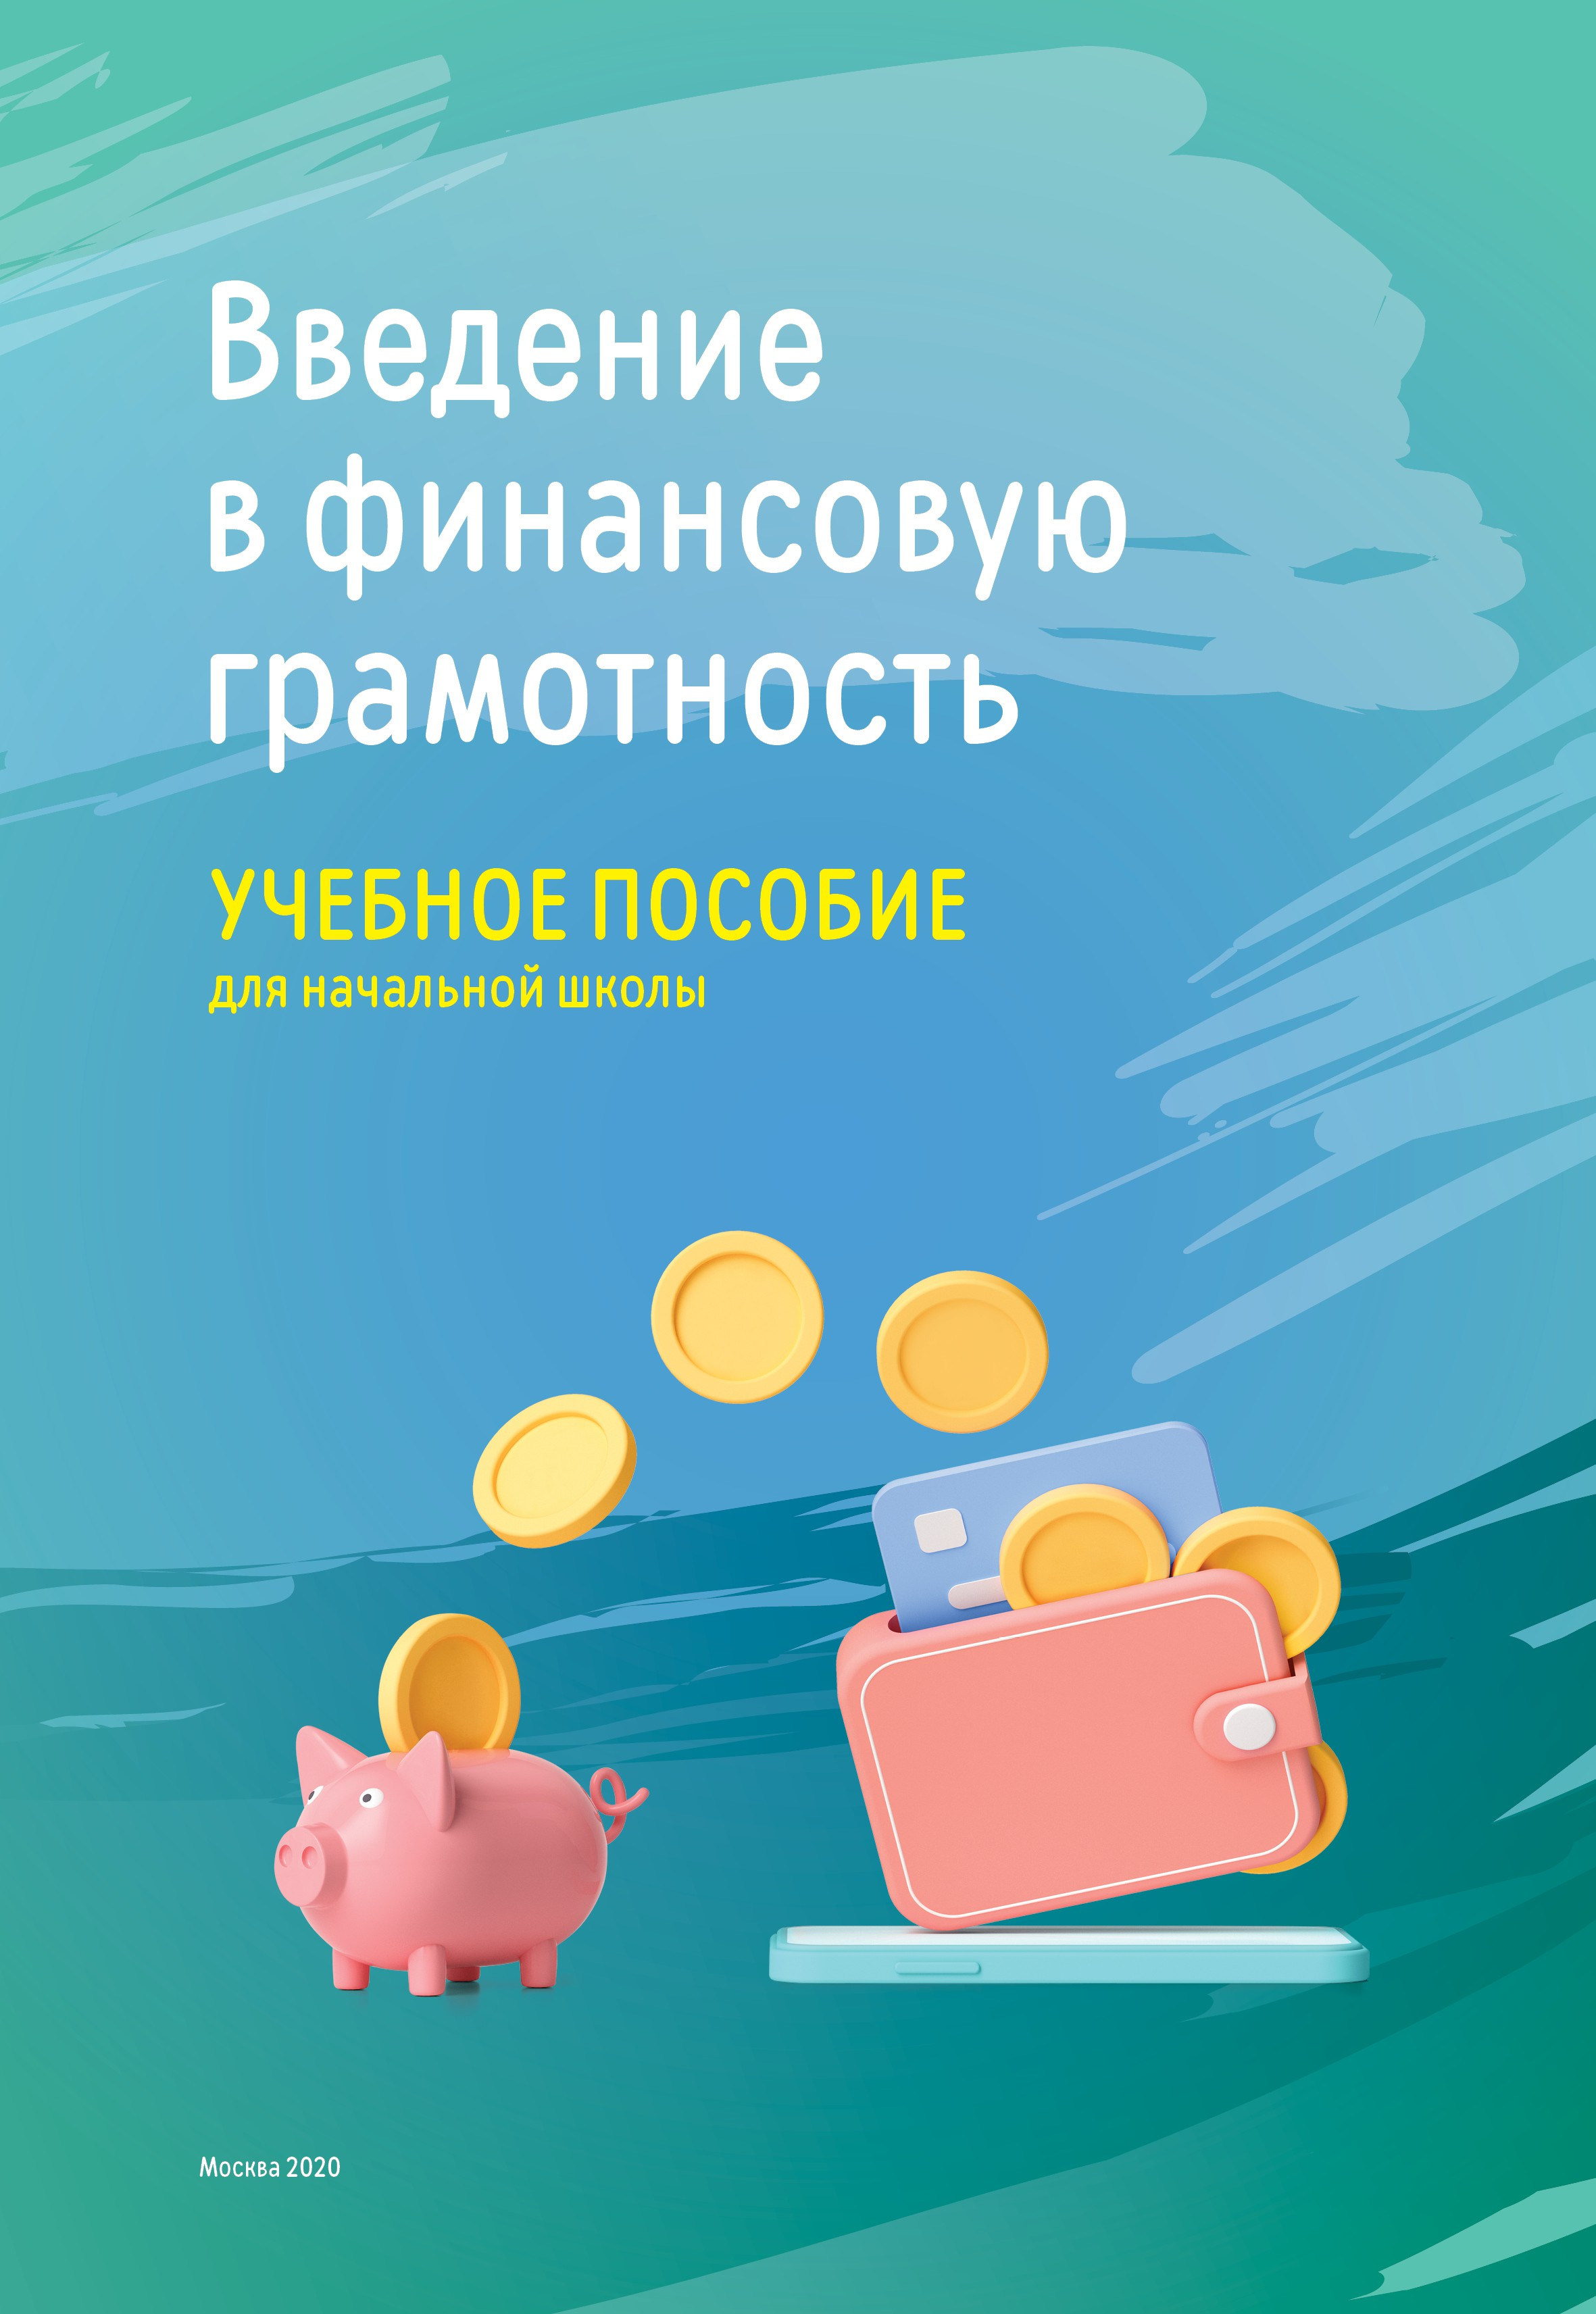 Введение
в финансовую
грамотность
УЧЕБНОЕ ПОСОБИЕ
для начальной школы
Москва 2020